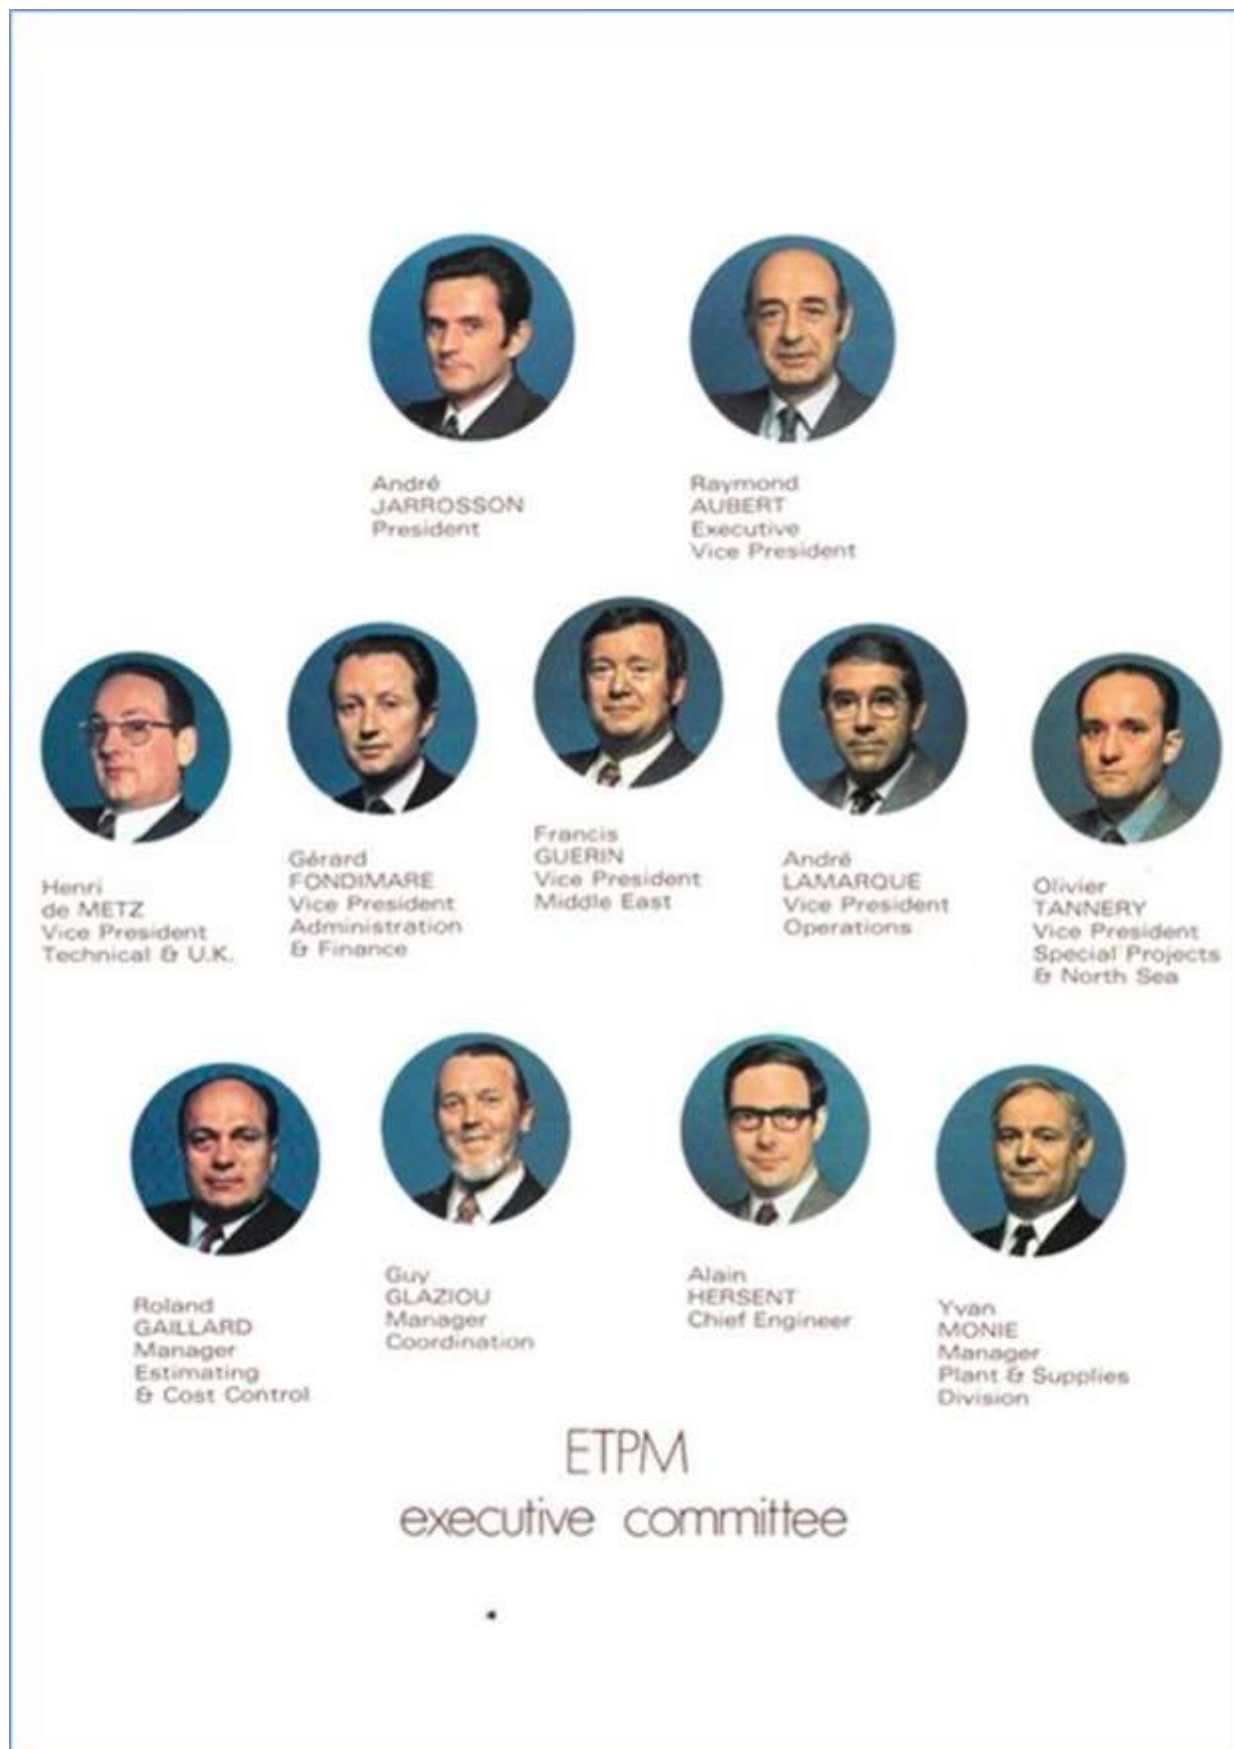 André
JARROSSON
President
Raymond
AUBERT
Executive
Vice President
Henri
de METZ
Vice President
Technical & U.K.
Gérard
FONDIMARE
Vice President
Administration
& Finance
Francis
GUERIN
Vice President
Middle East
André
LAMARQUE
Vice President
Operations
Olivier
TANNERY
Vice President
Special Projects
& North Sea
Roland
GAILLARD
Manager
Estimating
& Cost Control
Guy
GLAZIOU
Manager
Coordination
Alain
HERSENT
Chief Engineer
Yvan
MONIE
Manager
Plant & Supplies
Division
ETPM
executive committee